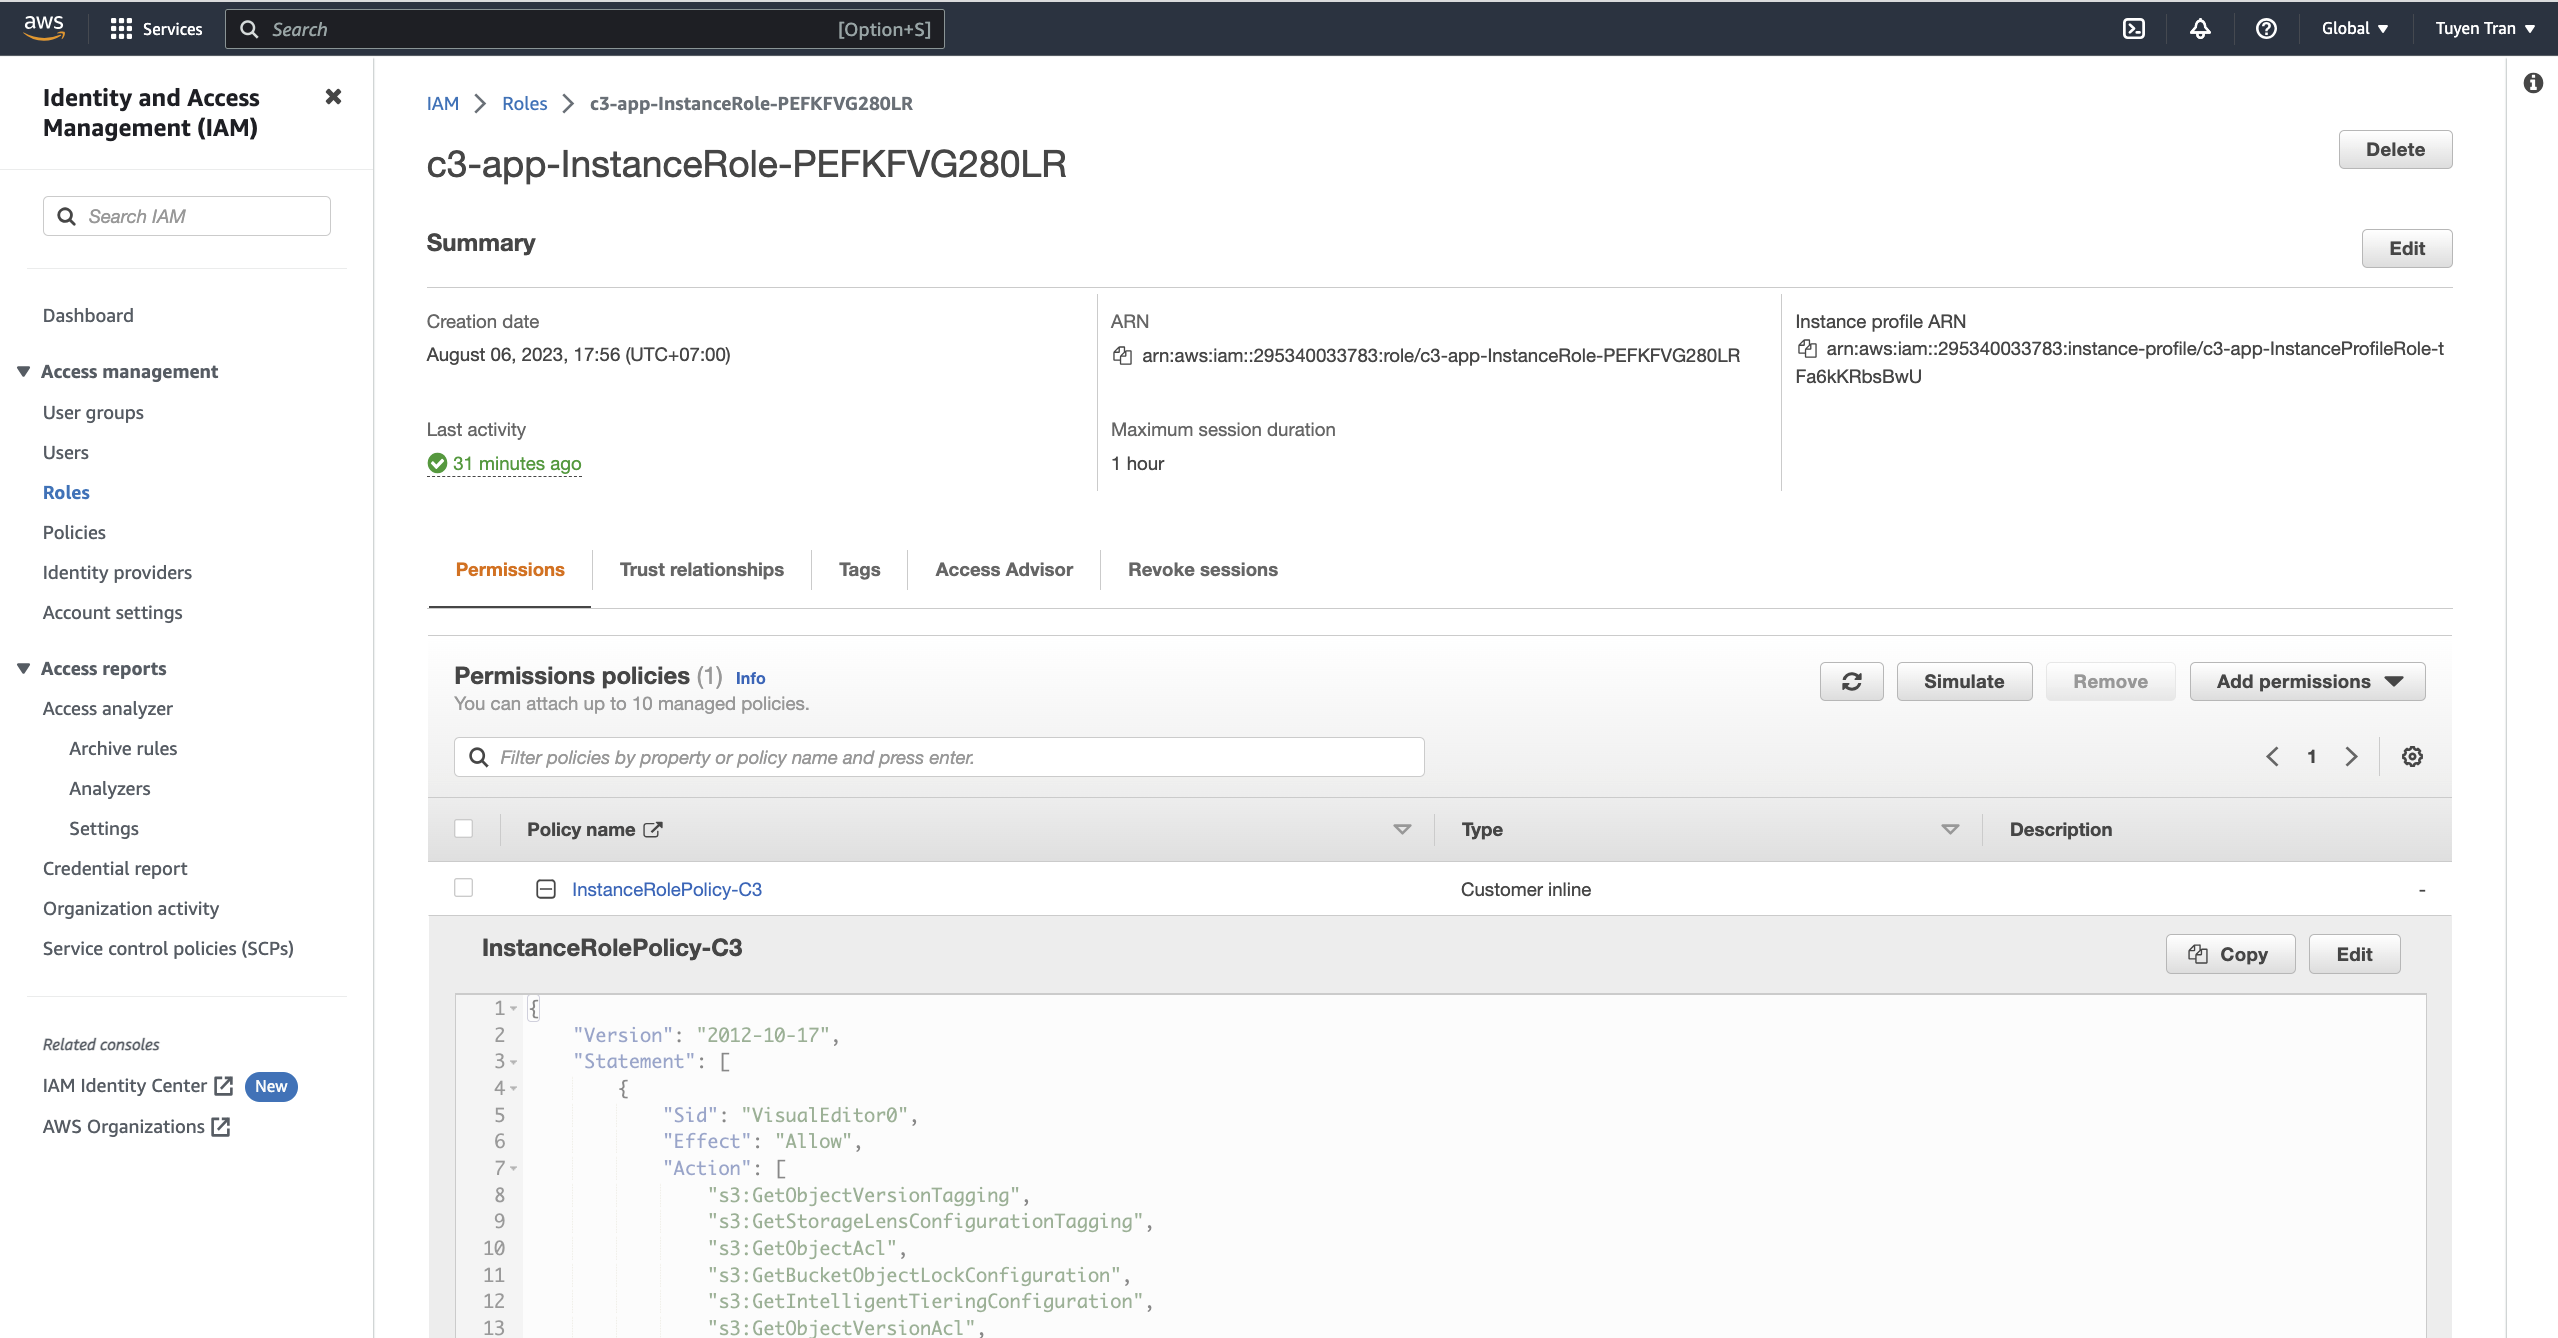 aws
Services
Search
[Option+S]
Global
Tuyen Tran
Identity and Access
Management (IAM)
Search IAM
Dashboard
Access management
User groups
Users
Roles
Policies
Identity providers
Account settings
Access reports
Access analyzer
Archive rules
Analyzers
Settings
Credential report
Organization activity
Service control policies (SCPs)
Related consoles
IAM Identity Center
New
AWS Organizations
IAM > Roles > c3-app-InstanceRole-PEFKFVG280LR
c3-app-InstanceRole-PEFKFVG280LR
Delete
Summary
Edit
Creation date
August 06, 2023, 17:56 (UTC+07:00)
ARN
arn:aws:iam::295340033783:role/c3-app-InstanceRole-PEFKFVG280LR
Instance profile ARN
arn:aws:iam::295340033783:instance-profile/c3-app-InstanceProfileRole-t
Fa6kKRbsBwU
Last activity
31 minutes ago
Maximum session duration
1 hour
Permissions
Trust relationships
Tags
Access Advisor
Revoke sessions
Permissions policies (1) Info
You can attach up to 10 managed policies.
Simulate
Remove
Add permissions
Filter policies by property or policy name and press enter.
1
Policy name
Type
Description
InstanceRolePolicy-C3
Customer inline
-
InstanceRolePolicy-C3
Copy
Edit
1 {
2 "Version": "2012-10-17",
3 "Statement": [
4 {
5 "Sid": "VisualEditor0",
6 "Effect": "Allow",
7 "Action": [
8 "s3:GetObjectVersionTagging",
9 "s3:GetStorageLensConfigurationTagging",
10 "s3:GetObjectAcl",
11 "s3:GetBucketObjectLockConfiguration",
12 "s3:GetIntelligentTieringConfiguration",
13 "s3:GetObjectVersionAcl",